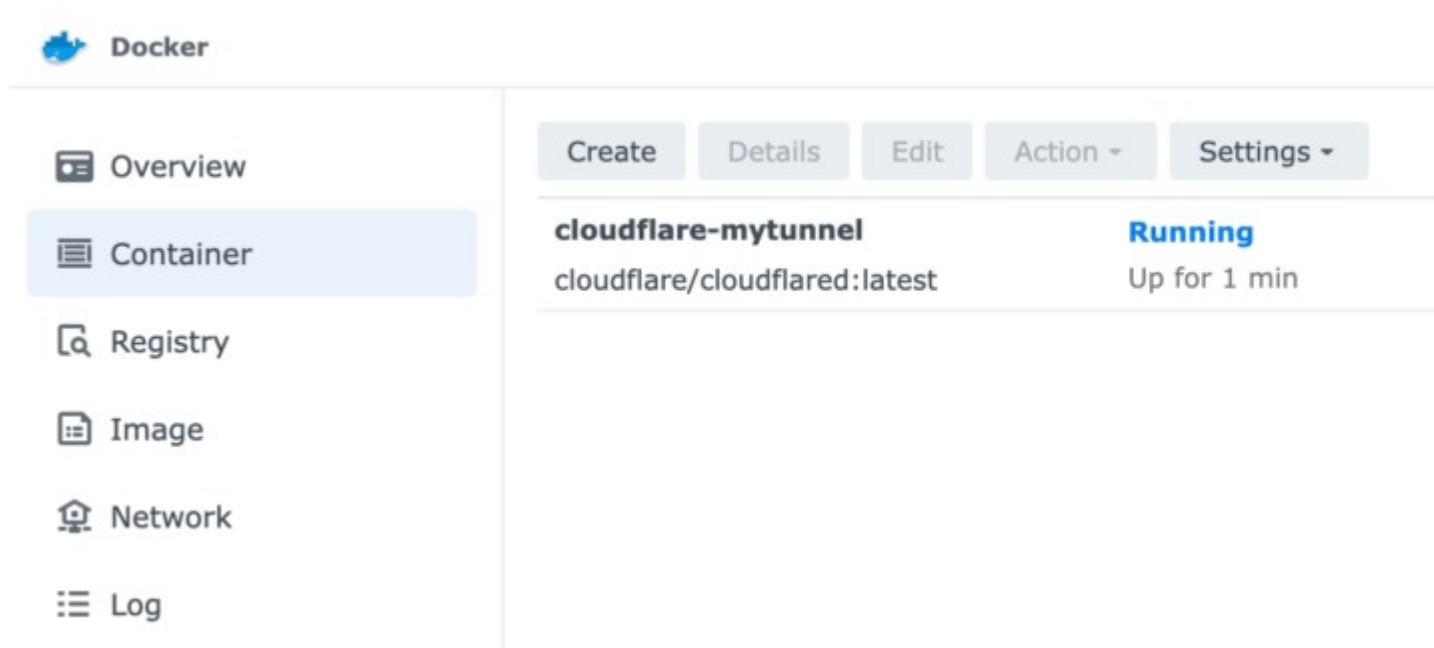 Docker
Overview
Container
Registry
Image
Network
Log
Create Details Edit Action Settings
cloudflare-mytunnel Running
cloudflare/cloudflared:latest Up for 1 min